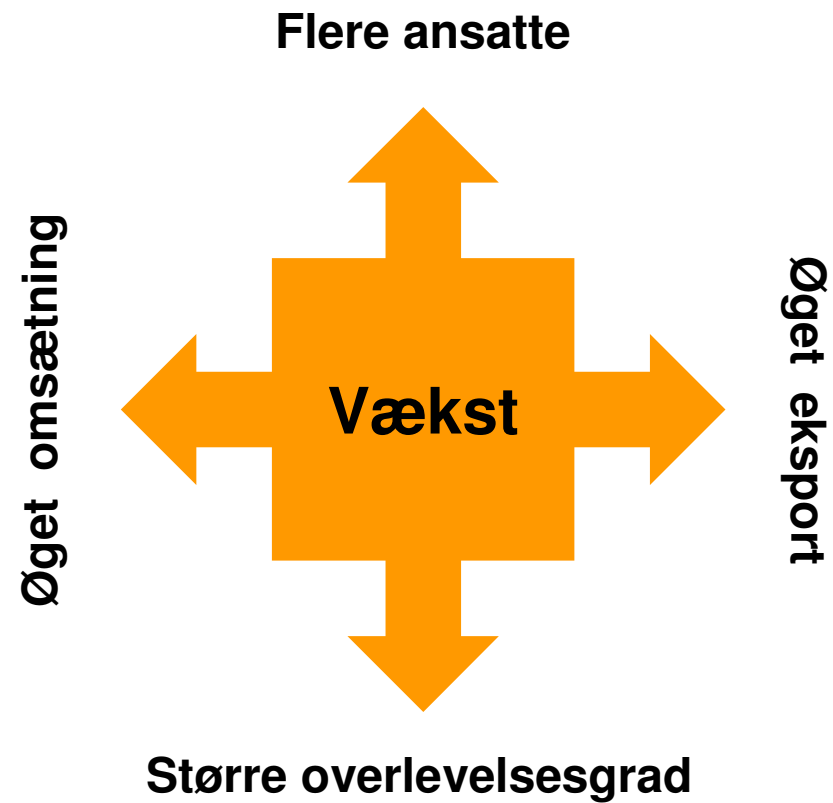 Flere ansatte
Øget omsætning
Vækst
Øget eksport
Større overlevelsesgrad